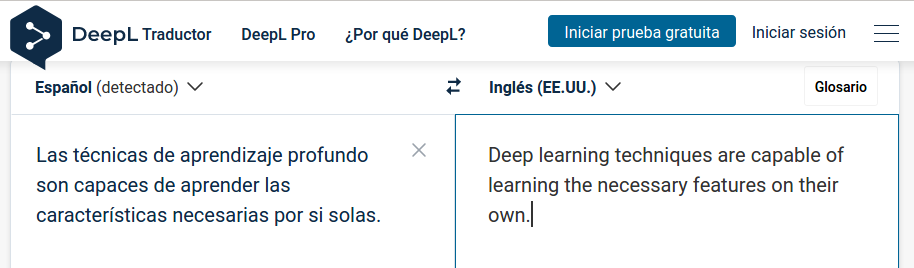 DeepL Traductor DeepL Pro ¿Por qué DeepL? Iniciar prueba gratuita Iniciar sesión
Español (detectado) Inglés (EE.UU.) Glosario
Las técnicas de aprendizaje profundo
son capaces de aprender las
características necesarias por si solas.
Deep learning techniques are capable of
learning the necessary features on their
own.